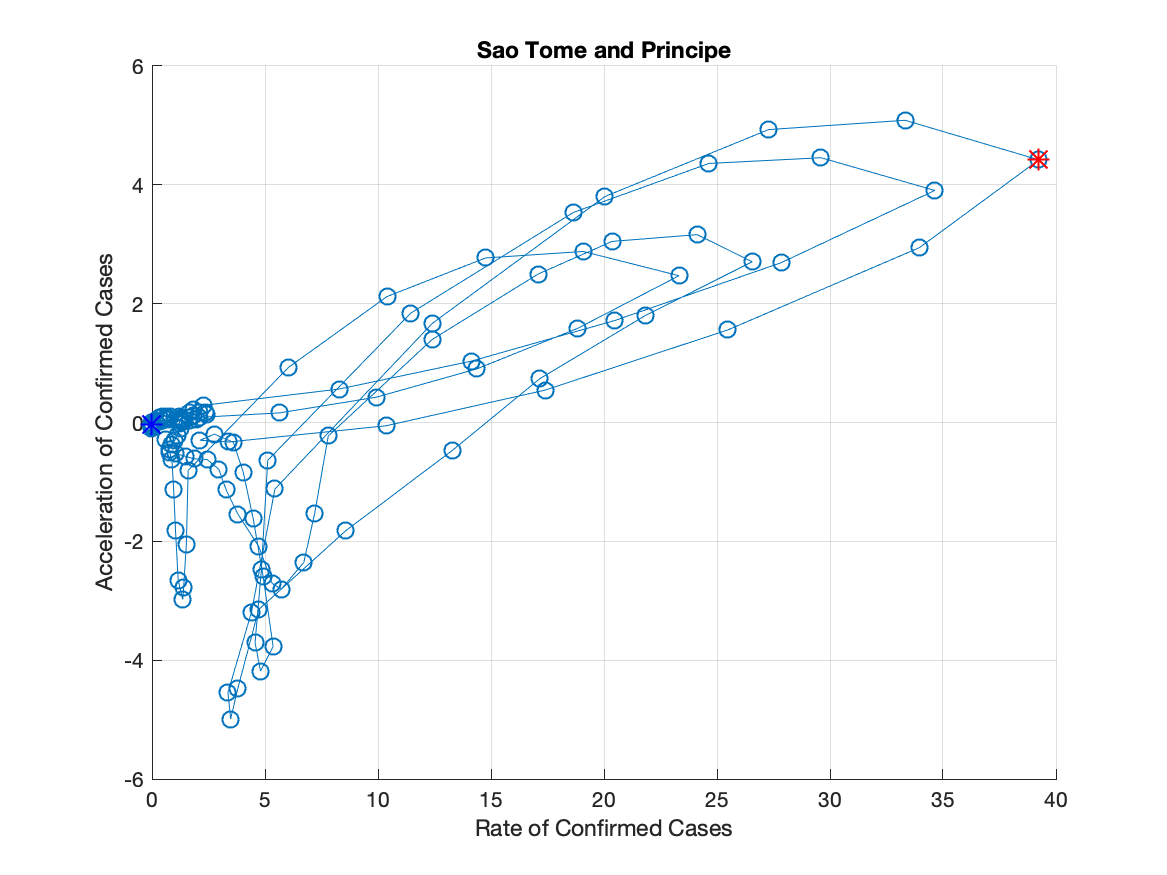 Sao Tome and Principe
6
4
2
0
-2
-4
-6
Acceleration of Confirmed Cases
0 5 10 15 20 25 30 35 40
Rate of Confirmed Cases